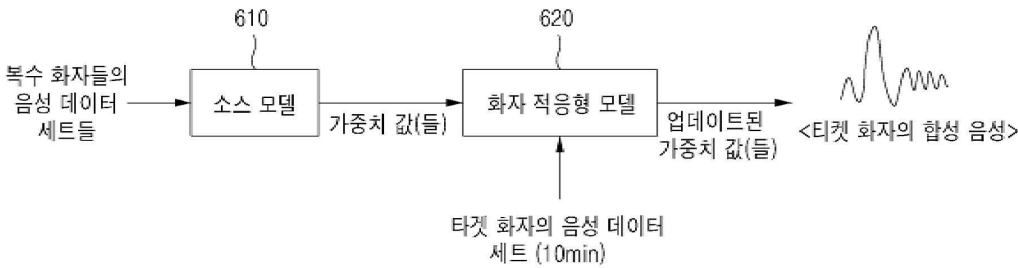 610
620
복수 화자들의
음성 데이터
세트들
소스 모델
가중치 값(들)
화자 적응형 모델
업데이트된
가중치 값(들)
<티켓 화자의 합성 음성>
타겟 화자의 음성 데이터
세트 (10min)